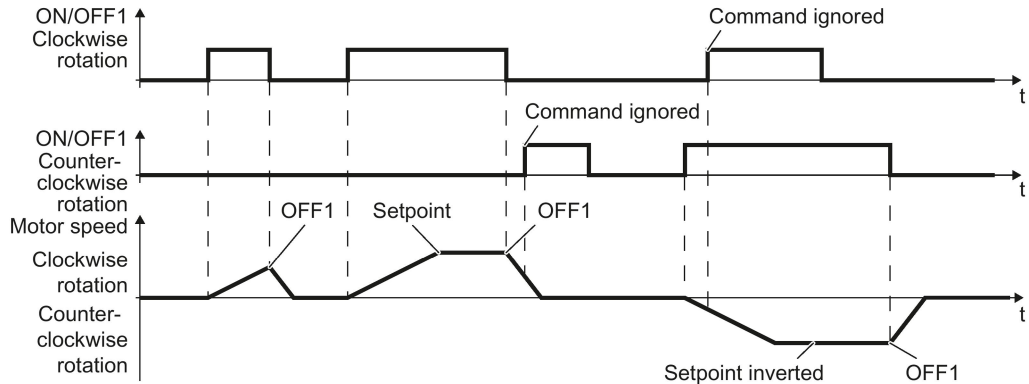 ON/OFF1
Clockwise
rotation
Command ignored
t
ON/OFF1
Counter-
clockwise
rotation
Command ignored
t
Motor speed
OFF1
Setpoint
OFF1
Clockwise
rotation
Counter-
clockwise
rotation
t
Setpoint inverted
OFF1